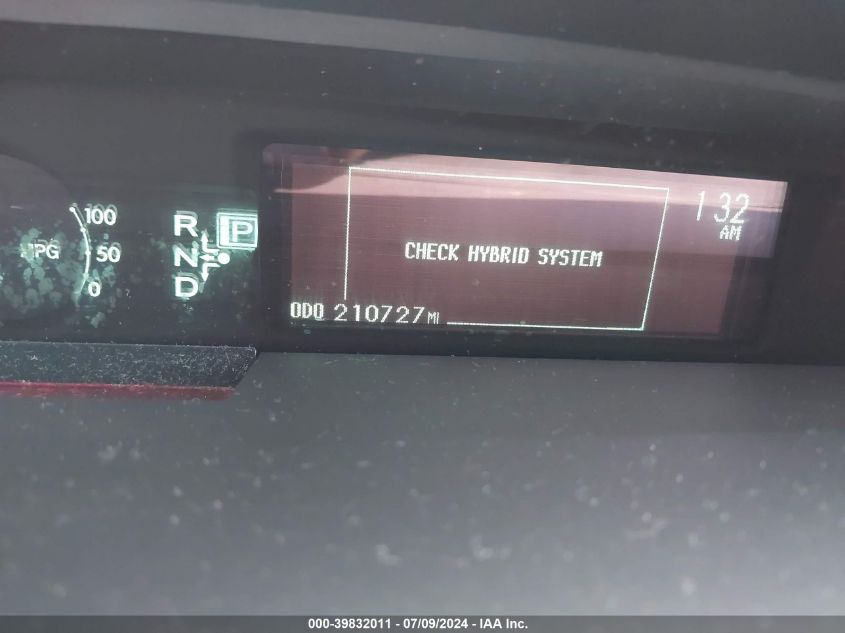 100
MPG 50
0
R P
N
D
1:32
AM
CHECK HYBRID SYSTEM
ODO 210727 MI
000-39832011 - 07/09/2024 - IAA Inc.